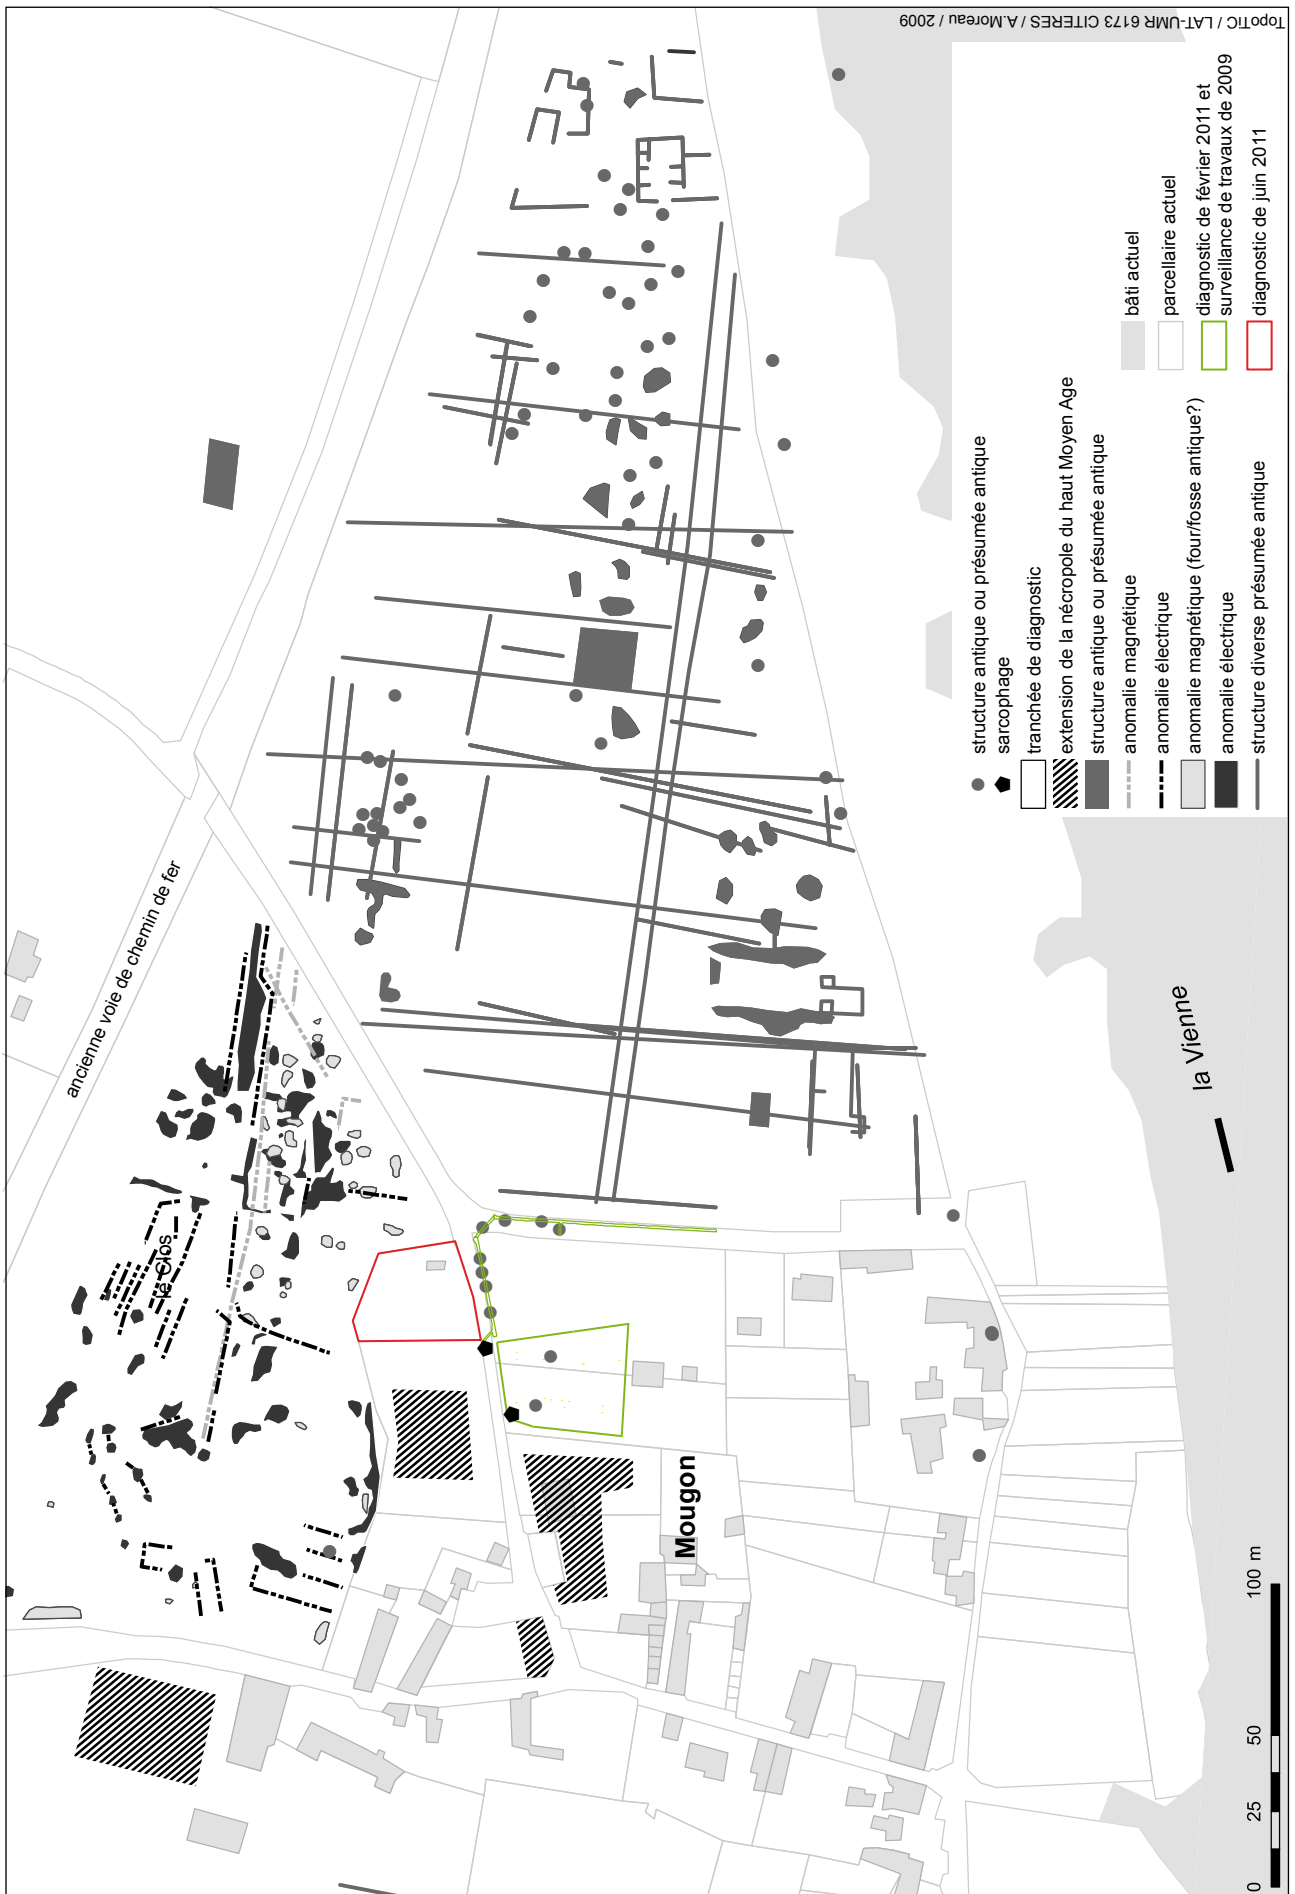 TopoTiC / LAT-UMR 6173 CITERES / A.Moreau / 2009
ancienne voie de chemin de fer
le Clos
Mougon
la Vienne
structure antique ou présumée antique
sarcophage
tranchée de diagnostic
extension de la nécropole du haut Moyen Age
structure antique ou présumée antique
anomalie magnétique
anomalie électrique
anomalie magnétique (four/fosse antique?)
anomalie électrique
structure diverse présumée antique
bâti actuel
parcellaire actuel
diagnostic de février 2011 et
surveillance de travaux de 2009
diagnostic de juin 2011
0 25 50 100 m